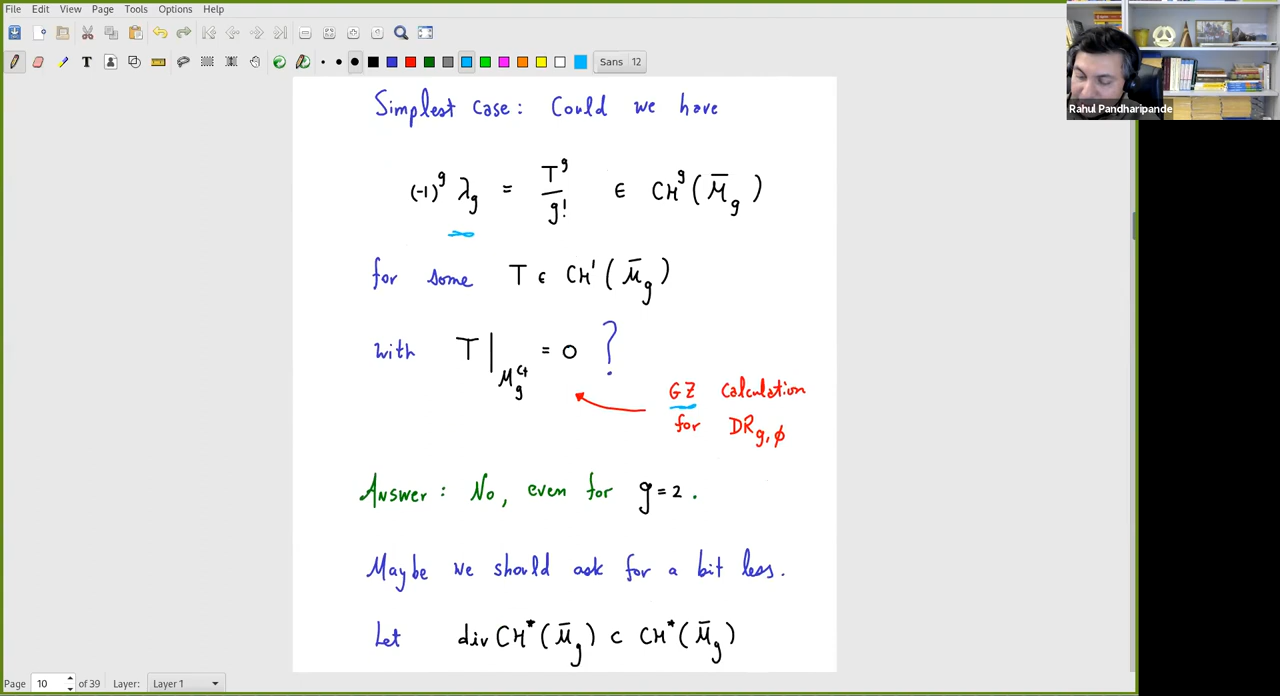 File Edit View Page Tools Options Help
Sans 12
Rahul Pandharipande
Simplest case: Could we have
(-1)^g λ_g = T^g / g! ∈ CH^g(M̄_g)
for some T ∈ CH^1(M̄_g)
with T|_{M_g^{ct}} = 0 ?
GZ calculation
for DR_{g,ϕ}
Answer: No, even for g=2.
Maybe we should ask for a bit less.
Let div CH*(M̄_g) ⊂ CH*(M̄_g)
Page 10 of 39 Layer: Layer 1